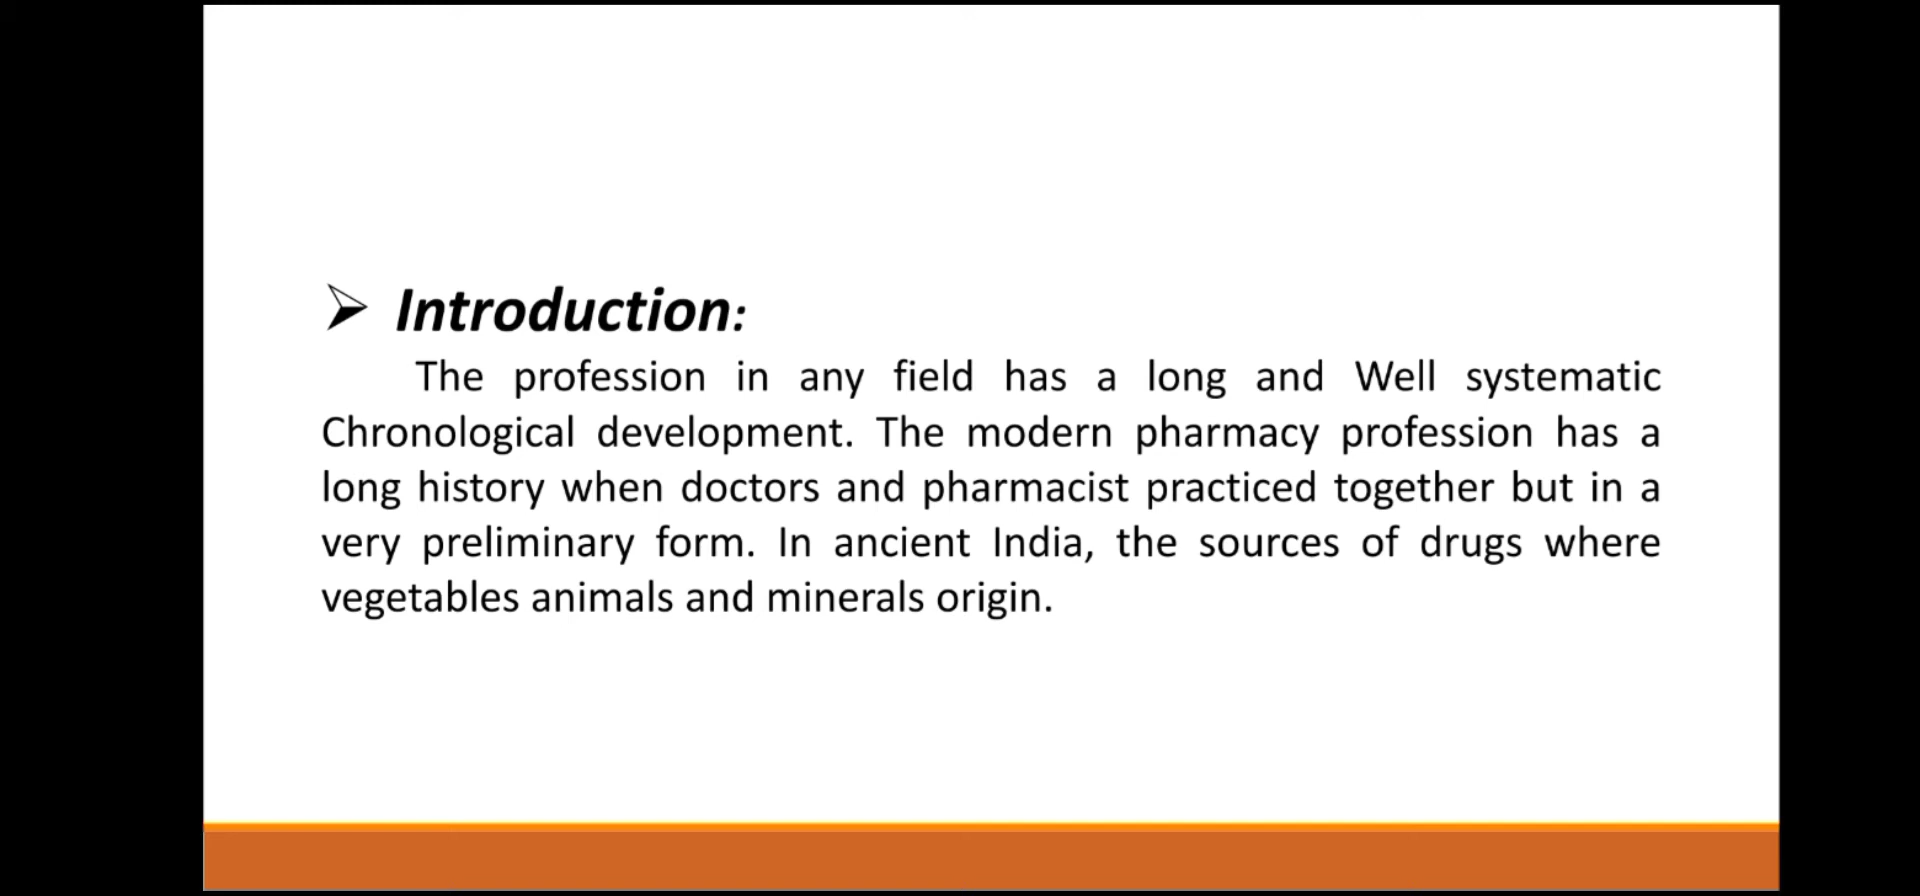 ➢ Introduction:
The profession in any field has a long and Well systematic
Chronological development. The modern pharmacy profession has a
long history when doctors and pharmacist practiced together but in a
very preliminary form. In ancient India, the sources of drugs where
vegetables animals and minerals origin.